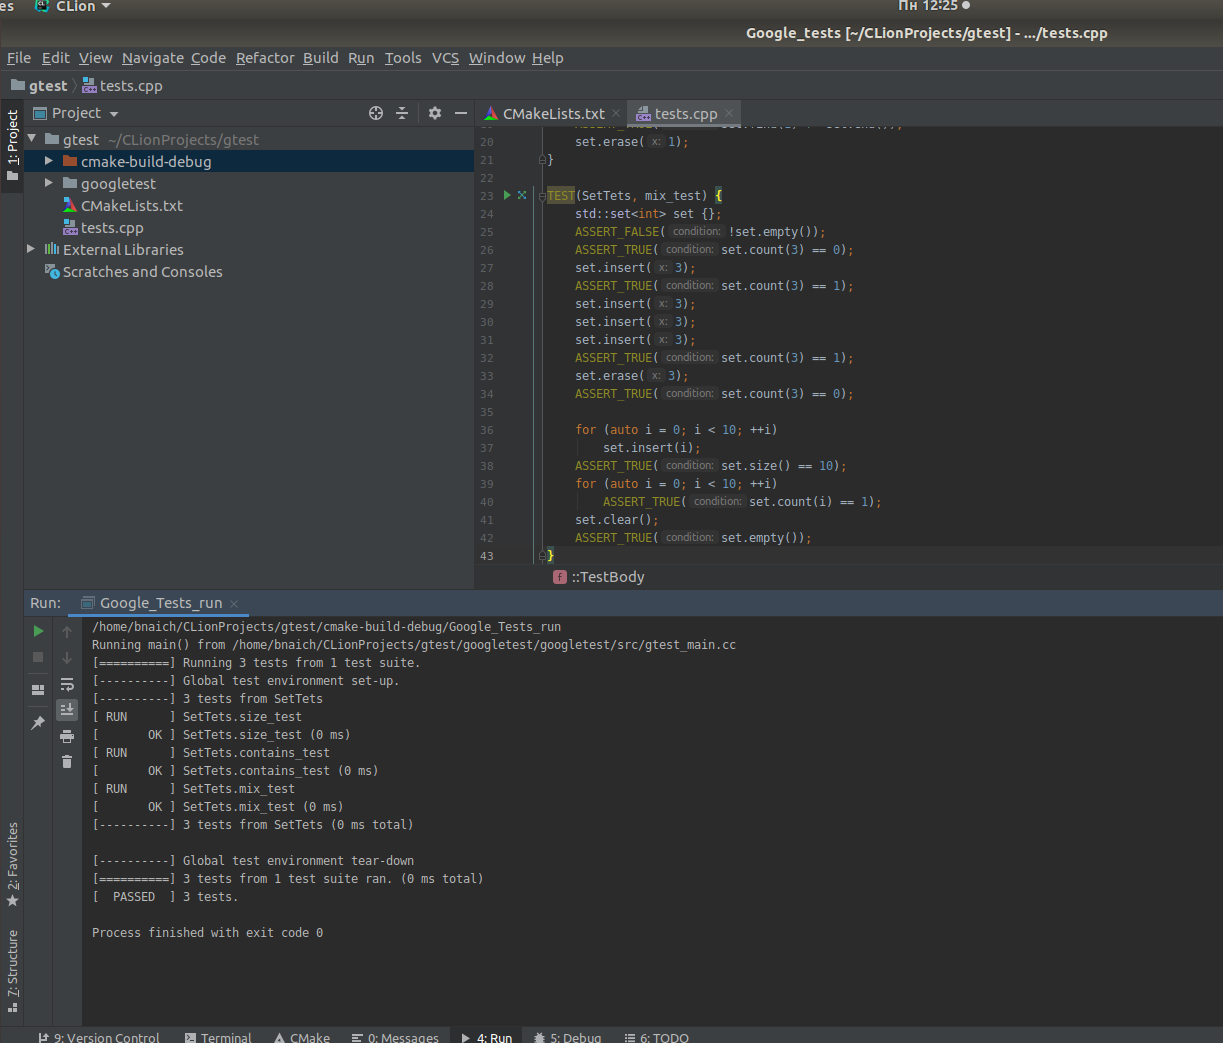 es CLion Пн 12:25
Google_tests [~/CLionProjects/gtest] - .../tests.cpp
File Edit View Navigate Code Refactor Build Run Tools VCS Window Help
gtest tests.cpp
1: Project
Project
CMakeLists.txt tests.cpp
gtest ~/CLionProjects/gtest
cmake-build-debug
googletest
CMakeLists.txt
tests.cpp
External Libraries
Scratches and Consoles
20 set.erase( x: 1);
21 }
22
23 TEST(SetTets, mix_test) {
24 std::set<int> set {};
25 ASSERT_FALSE( condition: !set.empty());
26 ASSERT_TRUE( condition: set.count(3) == 0);
27 set.insert( x: 3);
28 ASSERT_TRUE( condition: set.count(3) == 1);
29 set.insert( x: 3);
30 set.insert( x: 3);
31 set.insert( x: 3);
32 ASSERT_TRUE( condition: set.count(3) == 1);
33 set.erase( x: 3);
34 ASSERT_TRUE( condition: set.count(3) == 0);
35
36 for (auto i = 0; i < 10; ++i)
37 set.insert(i);
38 ASSERT_TRUE( condition: set.size() == 10);
39 for (auto i = 0; i < 10; ++i)
40 ASSERT_TRUE( condition: set.count(i) == 1);
41 set.clear();
42 ASSERT_TRUE( condition: set.empty());
43 }
f ::TestBody
Run: Google_Tests_run
/home/bnaich/CLionProjects/gtest/cmake-build-debug/Google_Tests_run
Running main() from /home/bnaich/CLionProjects/gtest/googletest/googletest/src/gtest_main.cc
[==========] Running 3 tests from 1 test suite.
[----------] Global test environment set-up.
[----------] 3 tests from SetTets
[ RUN      ] SetTets.size_test
[       OK ] SetTets.size_test (0 ms)
[ RUN      ] SetTets.contains_test
[       OK ] SetTets.contains_test (0 ms)
[ RUN      ] SetTets.mix_test
[       OK ] SetTets.mix_test (0 ms)
[----------] 3 tests from SetTets (0 ms total)
[----------] Global test environment tear-down
[==========] 3 tests from 1 test suite ran. (0 ms total)
[  PASSED  ] 3 tests.
Process finished with exit code 0
2: Favorites
7: Structure
9: Version Control Terminal CMake 0: Messages 4: Run 5: Debug 6: TODO